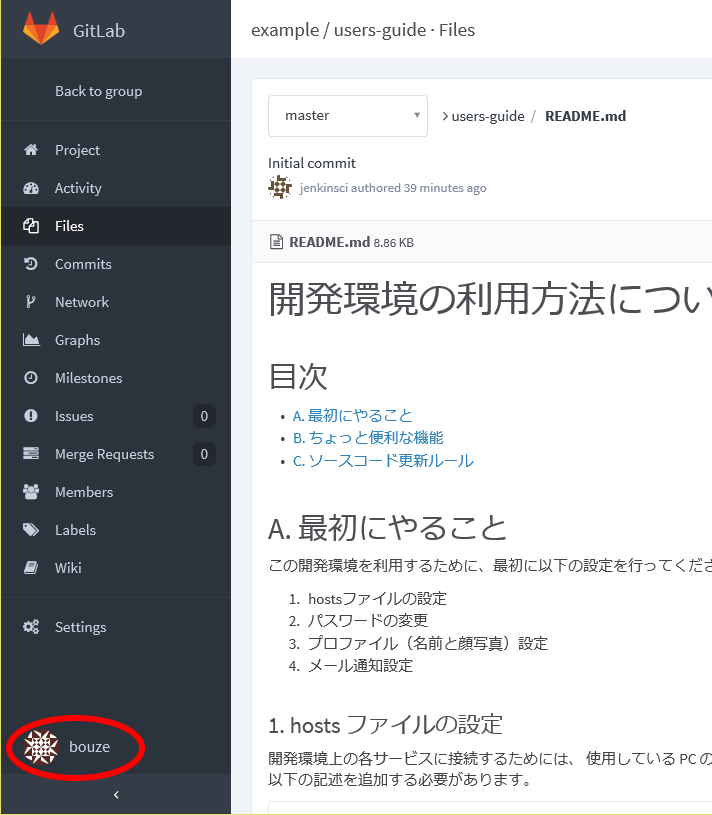 GitLab
example / users-guide · Files
Back to group
Project
Activity
Files
Commits
Network
Graphs
Milestones
Issues 0
Merge Requests 0
Members
Labels
Wiki
Settings
bouze
master
users-guide / README.md
Initial commit
jenkinsci authored 39 minutes ago
README.md 8.86 KB
開発環境の利用方法につい
目次
• A. 最初にやること
• B. ちょっと便利な機能
• C. ソースコード更新ルール
A. 最初にやること
この開発環境を利用するために、最初に以下の設定を行ってくださ
1. hostsファイルの設定
2. パスワードの変更
3. プロファイル（名前と顔写真）設定
4. メール通知設定
1. hosts ファイルの設定
開発環境上の各サービスに接続するためには、 使用している PC の
以下の記述を追加する必要があります。